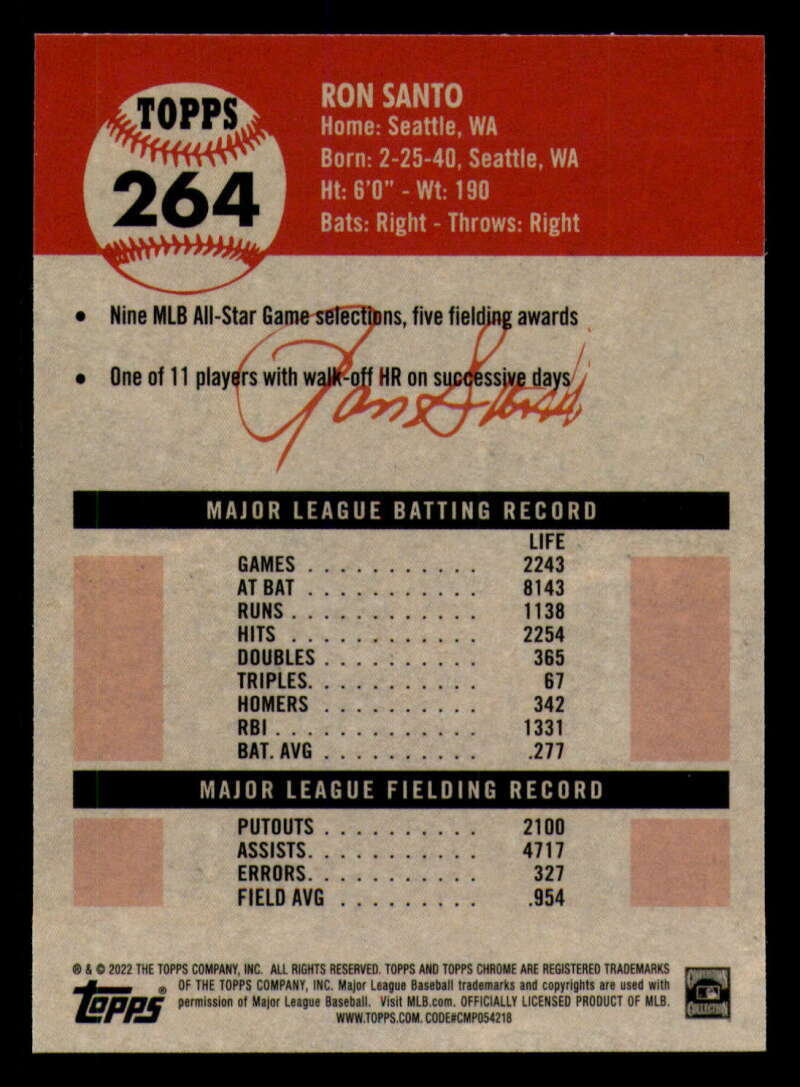 TOPPS
264
RON SANTO
Home: Seattle, WA
Born: 2-25-40, Seattle, WA
Ht: 6'0" - Wt: 190
Bats: Right - Throws: Right
• Nine MLB All-Star Game selections, five fielding awards
• One of 11 players with walk-off HR on successive days
Ron Santo
MAJOR LEAGUE BATTING RECORD
LIFE
GAMES . . . . . . . . . . . 2243
AT BAT . . . . . . . . . . . 8143
RUNS . . . . . . . . . . . . 1138
HITS . . . . . . . . . . . . 2254
DOUBLES . . . . . . . . . . 365
TRIPLES. . . . . . . . . . . 67
HOMERS . . . . . . . . . . 342
RBI . . . . . . . . . . . . . 1331
BAT. AVG . . . . . . . . . . .277
MAJOR LEAGUE FIELDING RECORD
PUTOUTS . . . . . . . . . . 2100
ASSISTS. . . . . . . . . . . 4717
ERRORS. . . . . . . . . . . 327
FIELD AVG . . . . . . . . . .954
® & © 2022 THE TOPPS COMPANY, INC. ALL RIGHTS RESERVED. TOPPS AND TOPPS CHROME ARE REGISTERED TRADEMARKS
OF THE TOPPS COMPANY, INC. Major League Baseball trademarks and copyrights are used with
permission of Major League Baseball. Visit MLB.com. OFFICIALLY LICENSED PRODUCT OF MLB.
WWW.TOPPS.COM. CODE#CMP054218
Topps®
COOPERSTOWN
COLLECTION